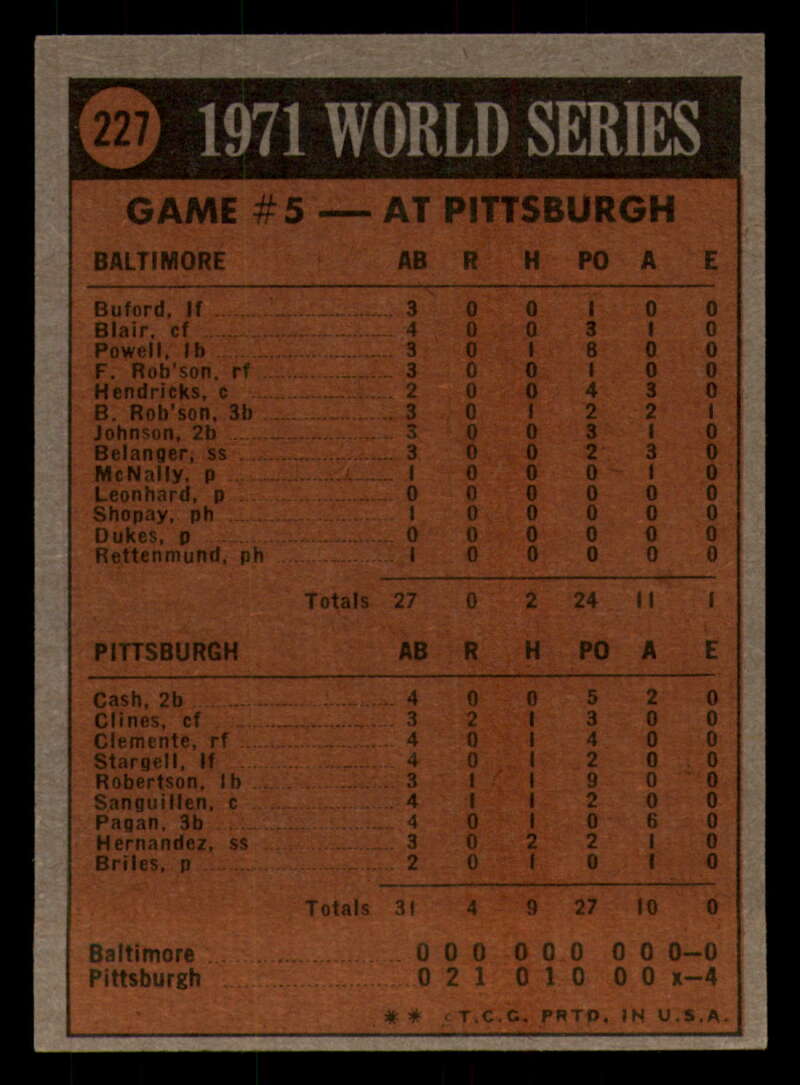 227 1971 WORLD SERIES
GAME #5 — AT PITTSBURGH
BALTIMORE AB R H PO A E
Buford, lf 3 0 0 1 0 0
Blair, cf 4 0 0 3 1 0
Powell, 1b 3 0 1 8 0 0
F. Rob'son, rf 3 0 0 1 0 0
Hendricks, c 2 0 0 4 3 0
B. Rob'son, 3b 3 0 1 2 2 1
Johnson, 2b 3 0 0 3 1 0
Belanger, ss 3 0 0 2 3 0
McNally, p 1 0 0 0 1 0
Leonhard, p 0 0 0 0 0 0
Shopay, ph 1 0 0 0 0 0
Dukes, p 0 0 0 0 0 0
Rettenmund, ph 1 0 0 0 0 0
Totals 27 0 2 24 11 1
PITTSBURGH AB R H PO A E
Cash, 2b 4 0 0 5 2 0
Clines, cf 3 2 1 3 0 0
Clemente, rf 4 0 1 4 0 0
Stargell, lf 4 0 1 2 0 0
Robertson, 1b 3 1 1 9 0 0
Sanguillen, c 4 1 1 2 0 0
Pagan, 3b 4 0 1 0 6 0
Hernandez, ss 3 0 2 2 1 0
Briles, p 2 0 1 0 1 0
Totals 31 4 9 27 10 0
Baltimore 0 0 0 0 0 0 0 0 0—0
Pittsburgh 0 2 1 0 1 0 0 0 x—4
* * © T.C.G. PRTD. IN U.S.A.